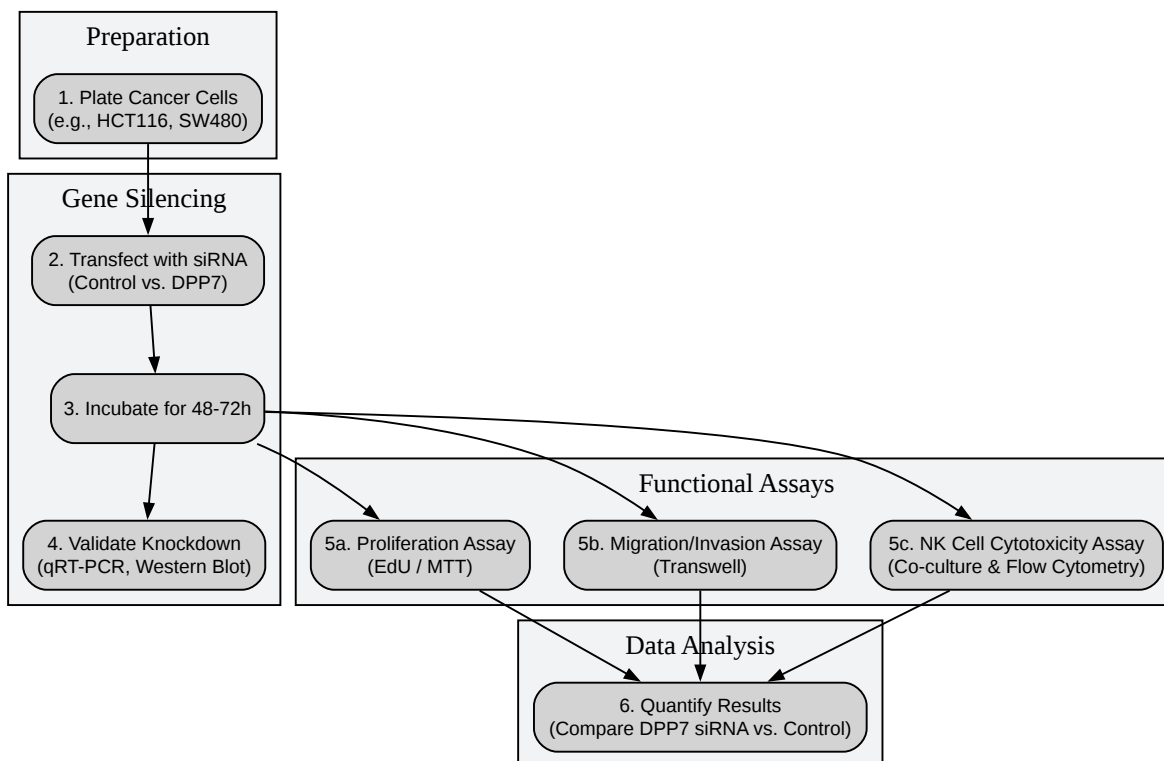 Preparation
1. Plate Cancer Cells
(e.g., HCT116, SW480)
Gene Silencing
2. Transfect with siRNA
(Control vs. DPP7)
3. Incubate for 48-72h
4. Validate Knockdown
(qRT-PCR, Western Blot)
Functional Assays
5a. Proliferation Assay
(EdU / MTT)
5b. Migration/Invasion Assay
(Transwell)
5c. NK Cell Cytotoxicity Assay
(Co-culture & Flow Cytometry)
Data Analysis
6. Quantify Results
(Compare DPP7 siRNA vs. Control)